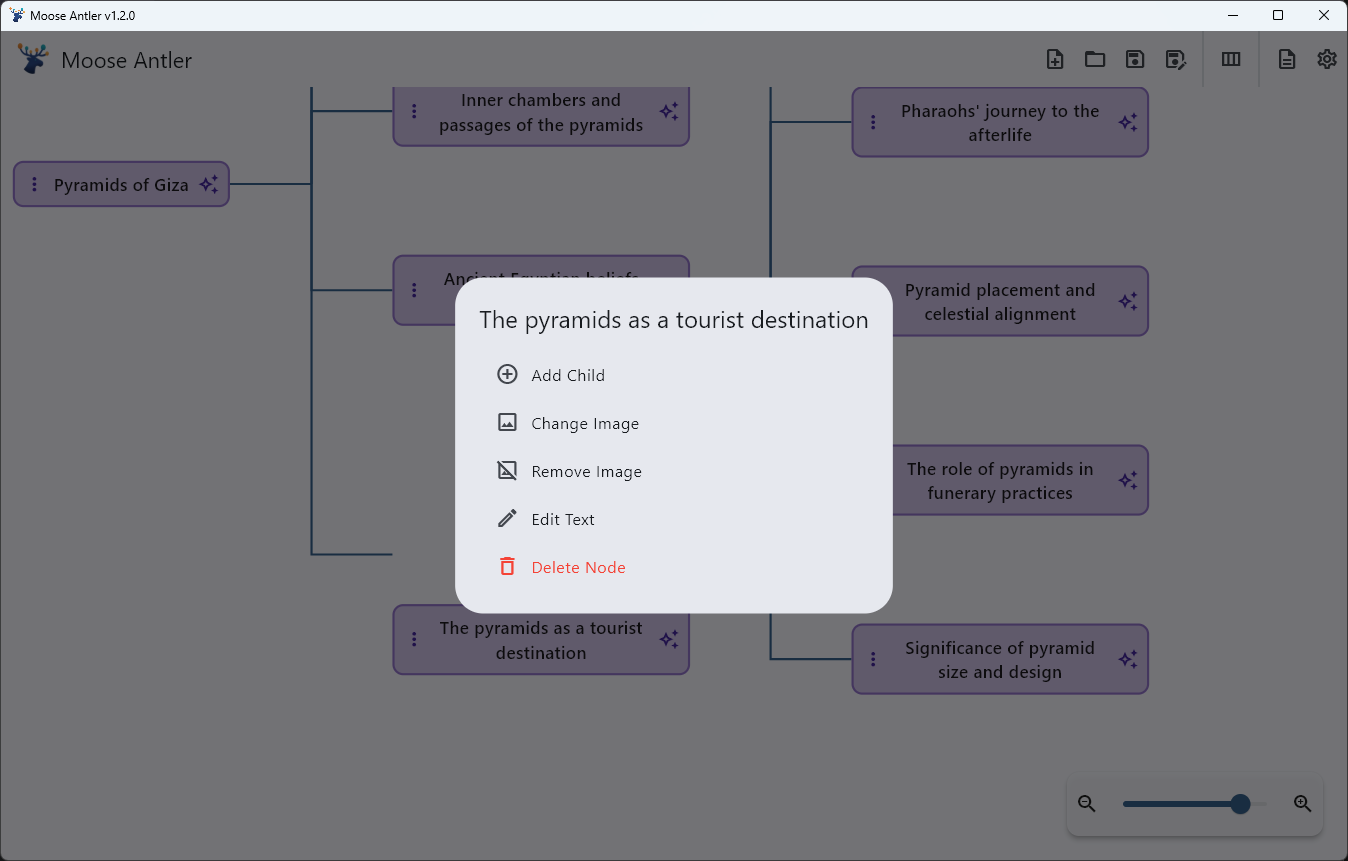 Moose Antler v1.2.0
Moose Antler
Inner chambers and
passages of the pyramids
Pharaohs' journey to the
afterlife
Pyramids of Giza
Pyramid placement and
celestial alignment
The pyramids as a tourist destination
Add Child
Change Image
Remove Image
Edit Text
Delete Node
The role of pyramids in
funerary practices
The pyramids as a tourist
destination
Significance of pyramid
size and design